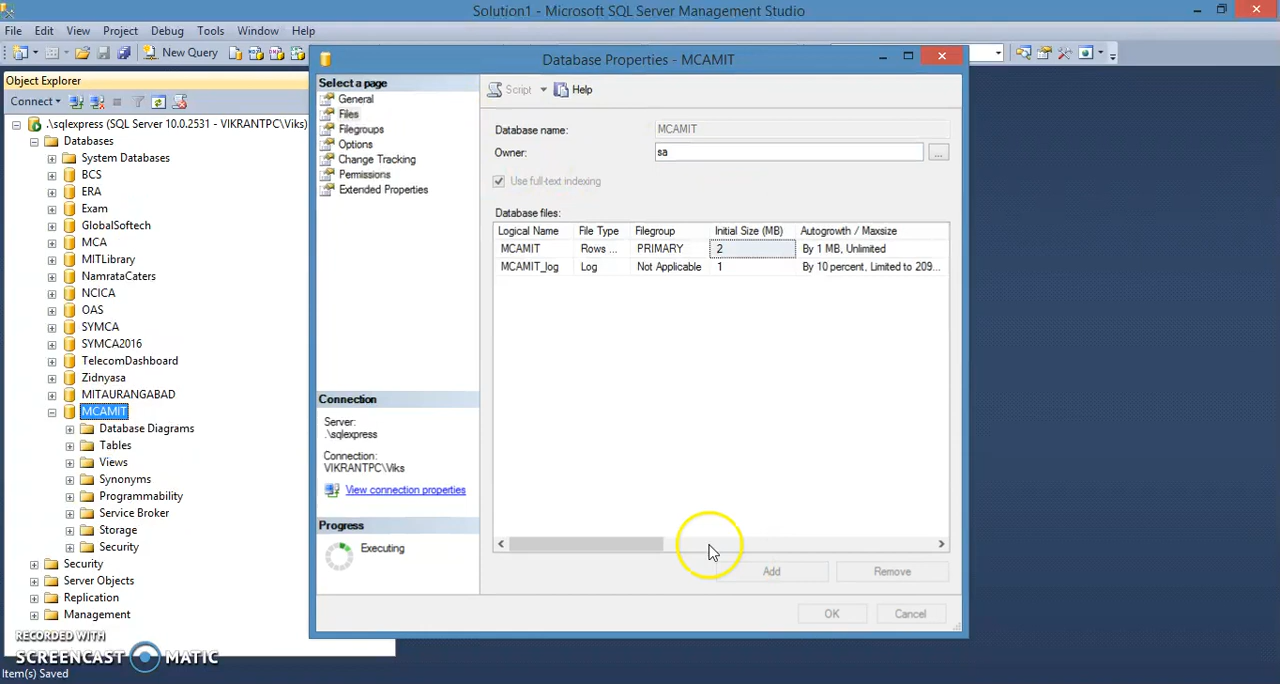 Solution1 - Microsoft SQL Server Management Studio
File Edit View Project Debug Tools Window Help
New Query
Object Explorer
Connect
.\sqlexpress (SQL Server 10.0.2531 - VIKRANTPC\Viks)
Databases
System Databases
BCS
ERA
Exam
GlobalSoftech
MCA
MITLibrary
NamrataCaters
NCICA
OAS
SYMCA
SYMCA2016
TelecomDashboard
Zidnyasa
MITAURANGABAD
MCAMIT
Database Diagrams
Tables
Views
Synonyms
Programmability
Service Broker
Storage
Security
Security
Server Objects
Replication
Management
RECORDED WITH
SCREENCAST MATIC
Item(s) Saved
Database Properties - MCAMIT
Select a page
General
Files
Filegroups
Options
Change Tracking
Permissions
Extended Properties
Connection
Server:
.\sqlexpress
Connection:
VIKRANTPC\Viks
View connection properties
Progress
Executing
Script Help
Database name: MCAMIT
Owner: sa ...
Use full-text indexing
Database files:
Logical Name File Type Filegroup Initial Size (MB) Autogrowth / Maxsize
MCAMIT Rows ... PRIMARY 2 By 1 MB, Unlimited
MCAMIT_log Log Not Applicable 1 By 10 percent, Limited to 209...
Add Remove
OK Cancel